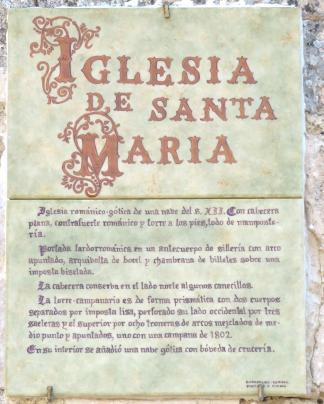 IGLESIA
DE SANTA
MARIA
Iglesia románico-gótica de una nave del s. XII. Con cabecera
plana, contrafuerte románico y torre a los pies, todo de mamposte-
ría.
Portada tardorrománica en un antecuerpo de sillería con arco
apuntado, arquivolta de bocel y chambrana de billetes sobre una
imposta biselada.
La cabecera conserva en el lado norte algunos canecillos.
La torre-campanario es de forma prismática con dos cuerpos
separados por imposta lisa, perforado su lado occidental por tres
saeteras y el superior por ocho troneras de arcos mezclados de me-
dio punto y apuntados, uno con una campana de 1802.
En su interior se añadió una nave gótica con bóveda de crucería.